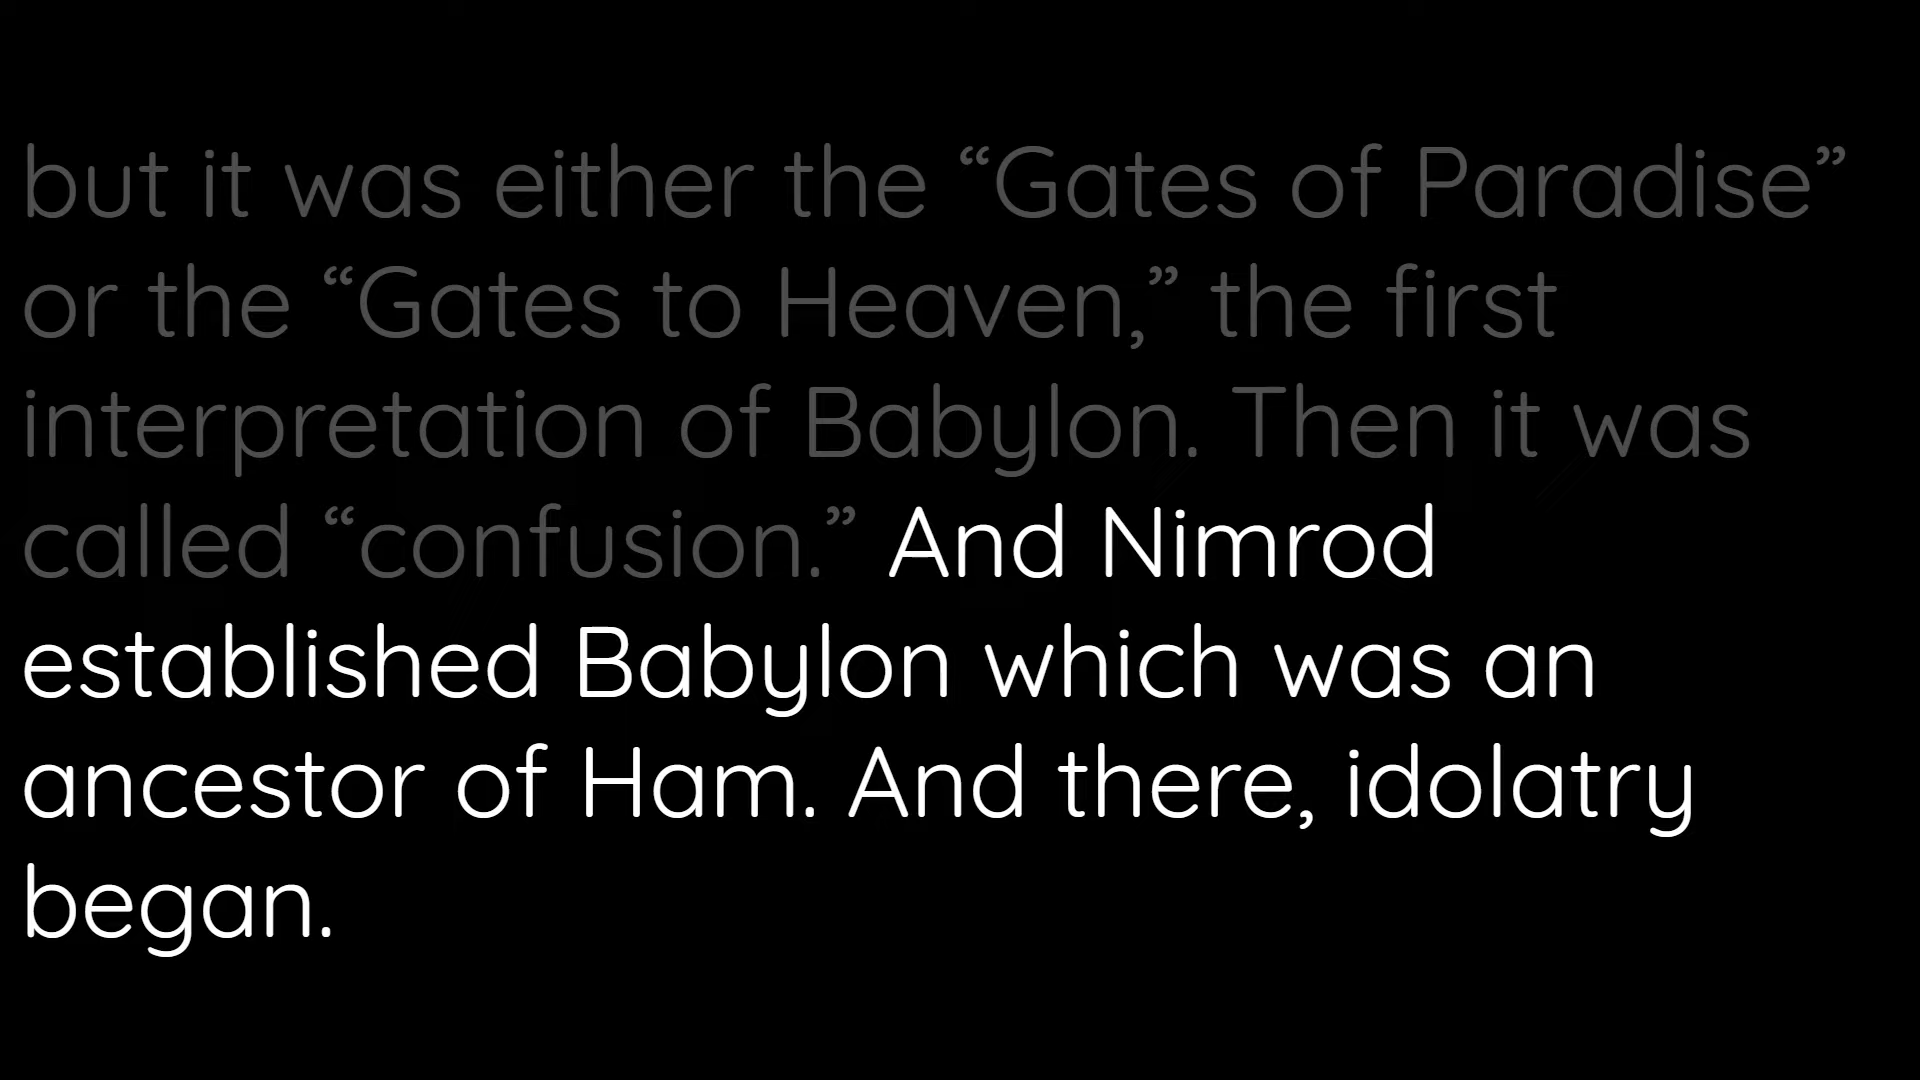 but it was either the “Gates of Paradise”
or the “Gates to Heaven,” the first
interpretation of Babylon. Then it was
called “confusion.” And Nimrod
established Babylon which was an
ancestor of Ham. And there, idolatry
began.